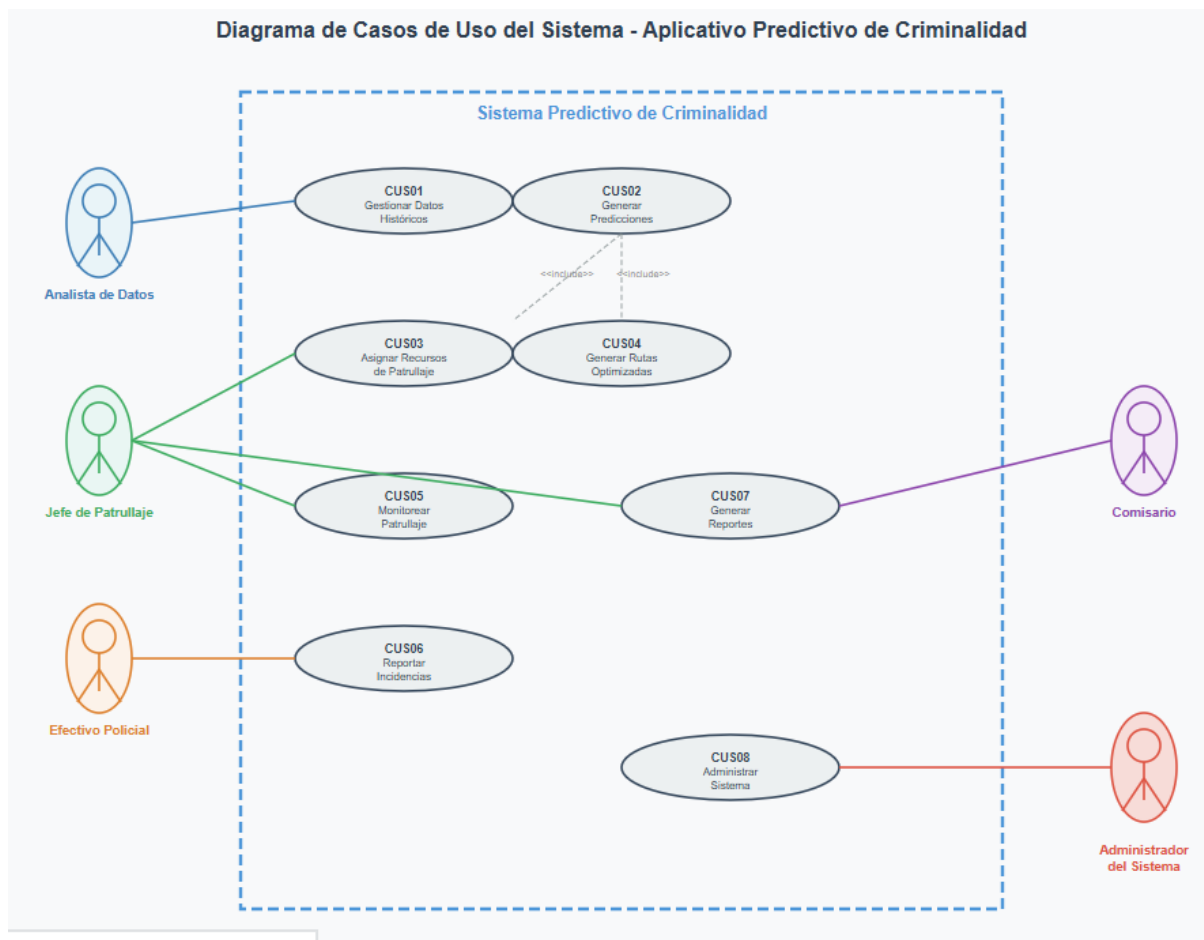 Diagrama de Casos de Uso del Sistema - Aplicativo Predictivo de Criminalidad
Sistema Predictivo de Criminalidad
CUS01
Gestionar Datos
Históricos
CUS02
Generar
Predicciones
Analista de Datos
<<include>>
<<include>>
CUS03
Asignar Recursos
de Patrullaje
CUS04
Generar Rutas
Optimizadas
Jefe de Patrullaje
CUS05
Monitorear
Patrullaje
CUS07
Generar
Reportes
Comisario
CUS06
Reportar
Incidencias
Efectivo Policial
CUS08
Administrar
Sistema
Administrador
del Sistema